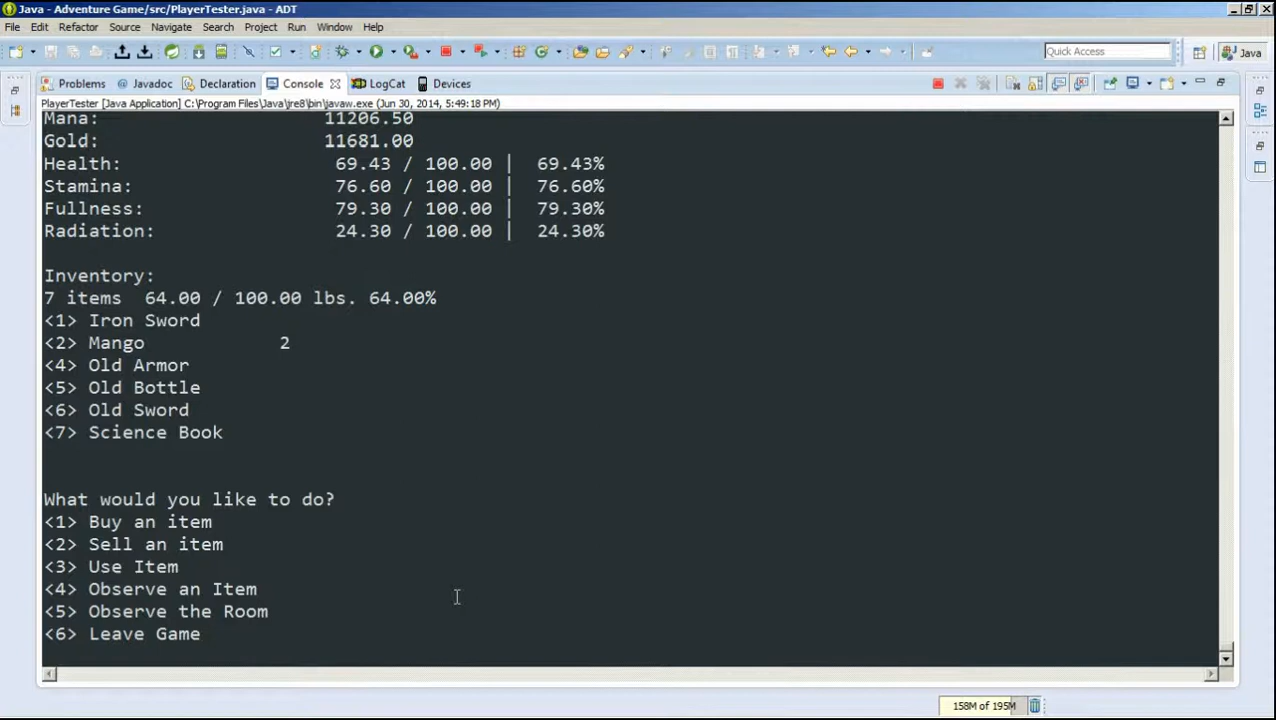 Java - Adventure Game/src/PlayerTester.java - ADT
File Edit Refactor Source Navigate Search Project Run Window Help
Quick Access
Java
Problems Javadoc Declaration Console LogCat Devices
PlayerTester [Java Application] C:\Program Files\Java\jre8\bin\javaw.exe (Jun 30, 2014, 5:49:18 PM)
Mana: 11206.50
Gold: 11681.00
Health: 69.43 / 100.00 | 69.43%
Stamina: 76.60 / 100.00 | 76.60%
Fullness: 79.30 / 100.00 | 79.30%
Radiation: 24.30 / 100.00 | 24.30%
Inventory:
7 items 64.00 / 100.00 lbs. 64.00%
<1> Iron Sword
<2> Mango 2
<4> Old Armor
<5> Old Bottle
<6> Old Sword
<7> Science Book
What would you like to do?
<1> Buy an item
<2> Sell an item
<3> Use Item
<4> Observe an Item
<5> Observe the Room
<6> Leave Game
158M of 195M